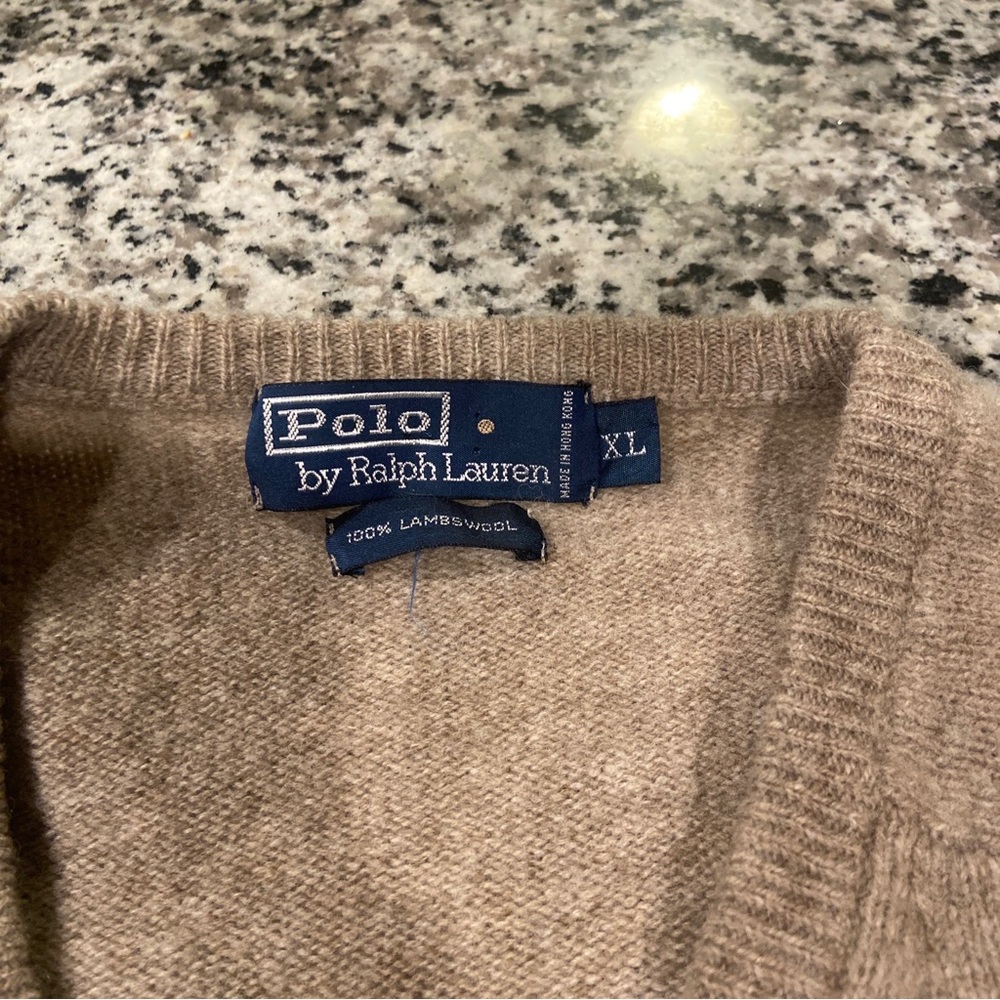 Polo
by Ralph Lauren
MADE IN HONG KONG
XL
100% LAMBSWOOL